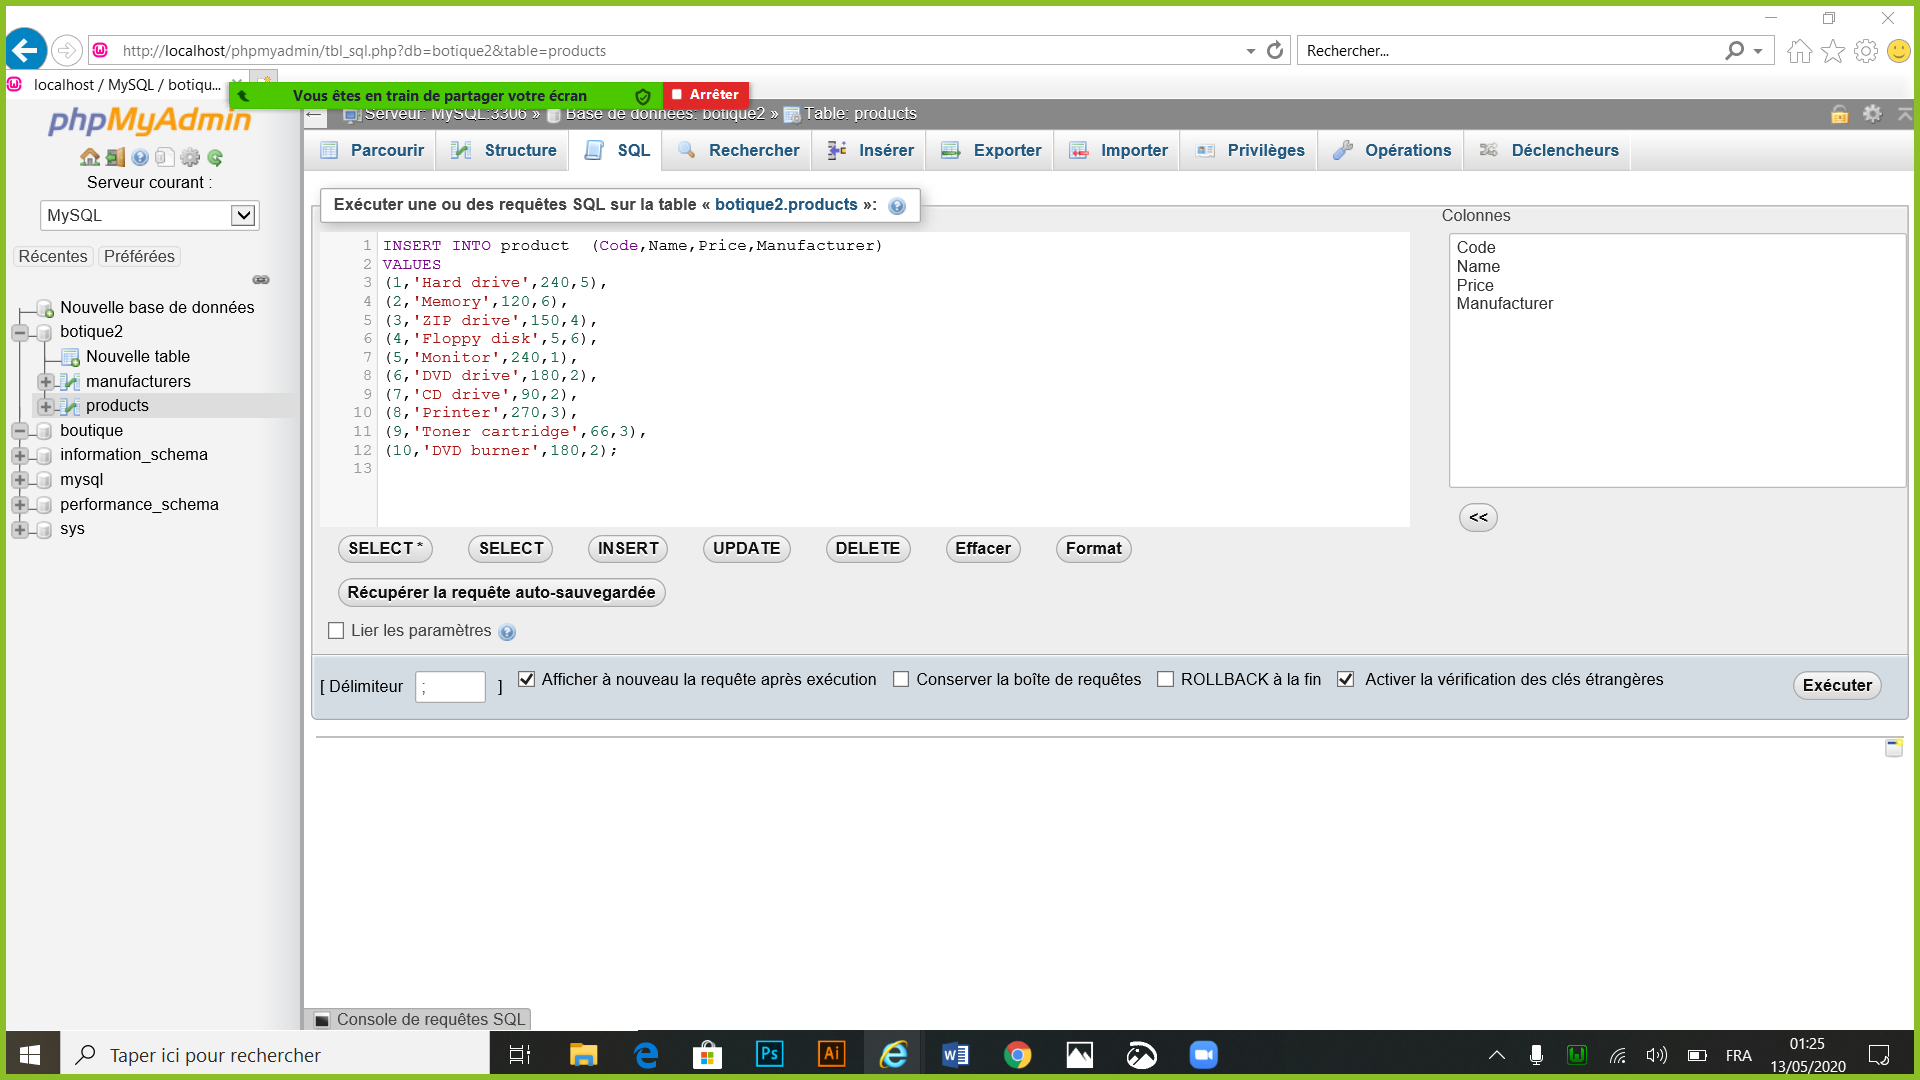 http://localhost/phpmyadmin/tbl_sql.php?db=botique2&table=products
Rechercher...
localhost / MySQL / botiqu...
Vous êtes en train de partager votre écran
Arrêter
phpMyAdmin
Serveur: MySQL:3306 » Base de données: botique2 » Table: products
Parcourir Structure SQL Rechercher Insérer Exporter Importer Privilèges Opérations Déclencheurs
Serveur courant :
MySQL
Récentes Préférées
Nouvelle base de données
botique2
Nouvelle table
manufacturers
products
boutique
information_schema
mysql
performance_schema
sys
Exécuter une ou des requêtes SQL sur la table « botique2.products »:
1 INSERT INTO product  (Code,Name,Price,Manufacturer)
2 VALUES
3 (1,'Hard drive',240,5),
4 (2,'Memory',120,6),
5 (3,'ZIP drive',150,4),
6 (4,'Floppy disk',5,6),
7 (5,'Monitor',240,1),
8 (6,'DVD drive',180,2),
9 (7,'CD drive',90,2),
10 (8,'Printer',270,3),
11 (9,'Toner cartridge',66,3),
12 (10,'DVD burner',180,2);
13
Colonnes
Code
Name
Price
Manufacturer
<<
SELECT * SELECT INSERT UPDATE DELETE Effacer Format
Récupérer la requête auto-sauvegardée
Lier les paramètres
[ Délimiteur ; ] Afficher à nouveau la requête après exécution Conserver la boîte de requêtes ROLLBACK à la fin Activer la vérification des clés étrangères Exécuter
Console de requêtes SQL
Taper ici pour rechercher
Ps
Ai
FRA
01:25
13/05/2020